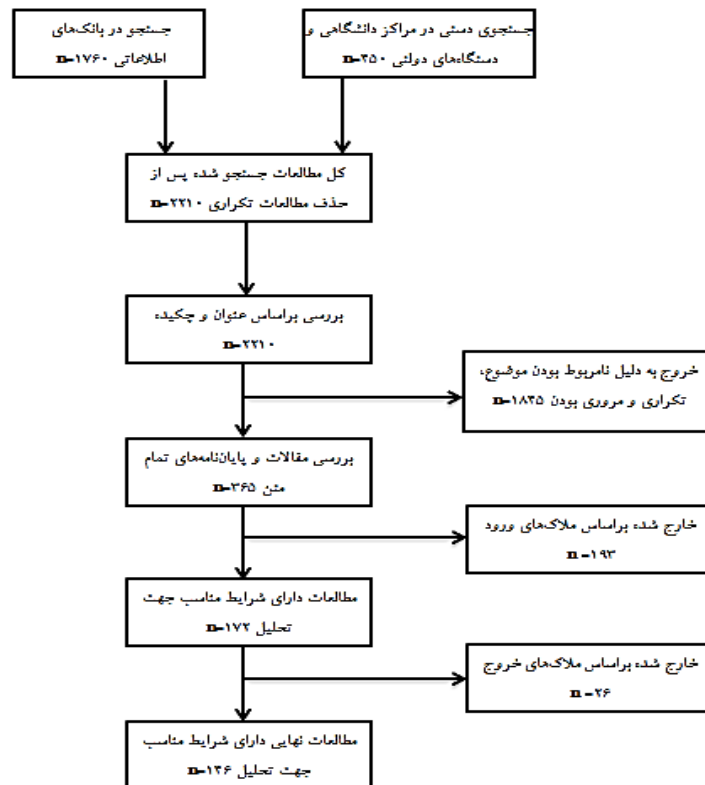 جستجو در بانک‌های
اطلاعاتی n=۱۷۶۰
جستجوی دستی در مراکز دانشگاهی و
دستگاه‌های دولتی n=۴۵۰
کل مطالعات جستجو شده پس از
حذف مطالعات تکراری n=۲۲۱۰
بررسی براساس عنوان و چکیده
n=۲۲۱۰
خروج به دلیل نامربوط بودن موضوع،
تکراری و مروری بودن n=۱۸۴۵
بررسی مقالات و پایان‌نامه‌های تمام
متن n=۳۶۵
خارج شده براساس ملاک‌های ورود
n =۱۹۳
مطالعات دارای شرایط مناسب جهت
تحلیل n=۱۷۲
خارج شده براساس ملاک‌های خروج
n =۲۶
مطالعات نهایی دارای شرایط مناسب
جهت تحلیل n=۱۴۶